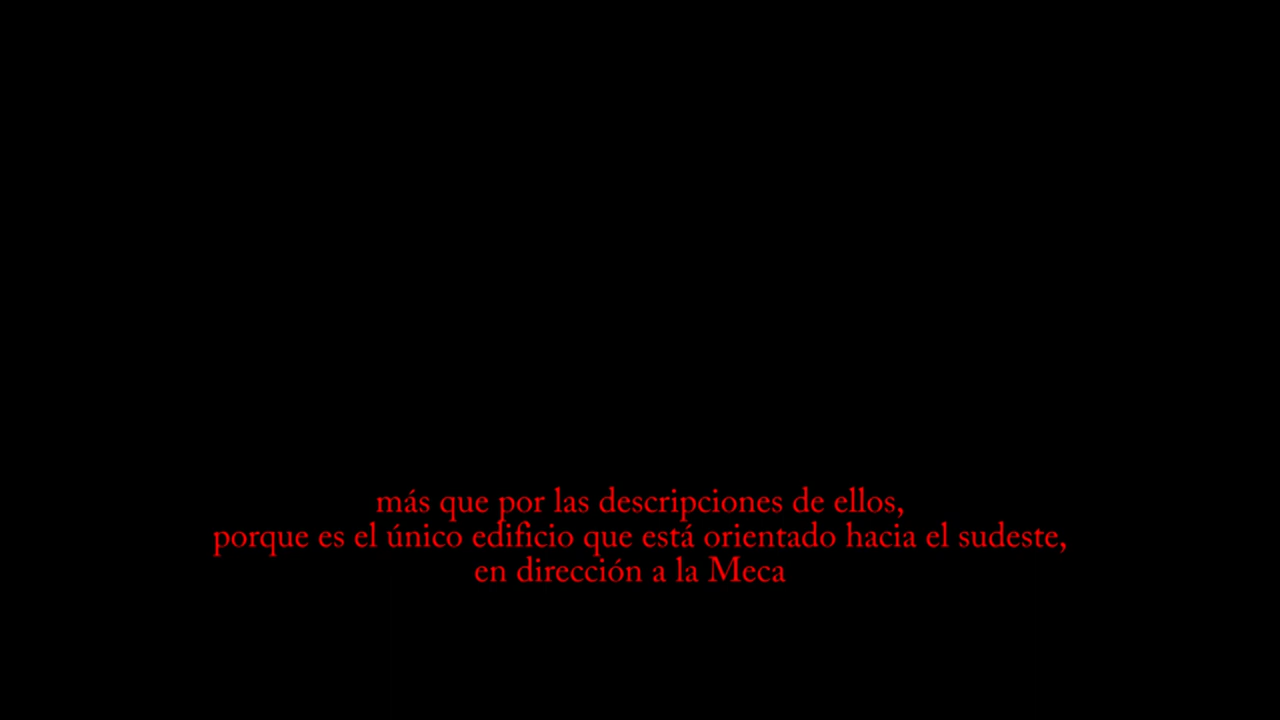 más que por las descripciones de ellos,
porque es el único edificio que está orientado hacia el sudeste,
en dirección a la Meca